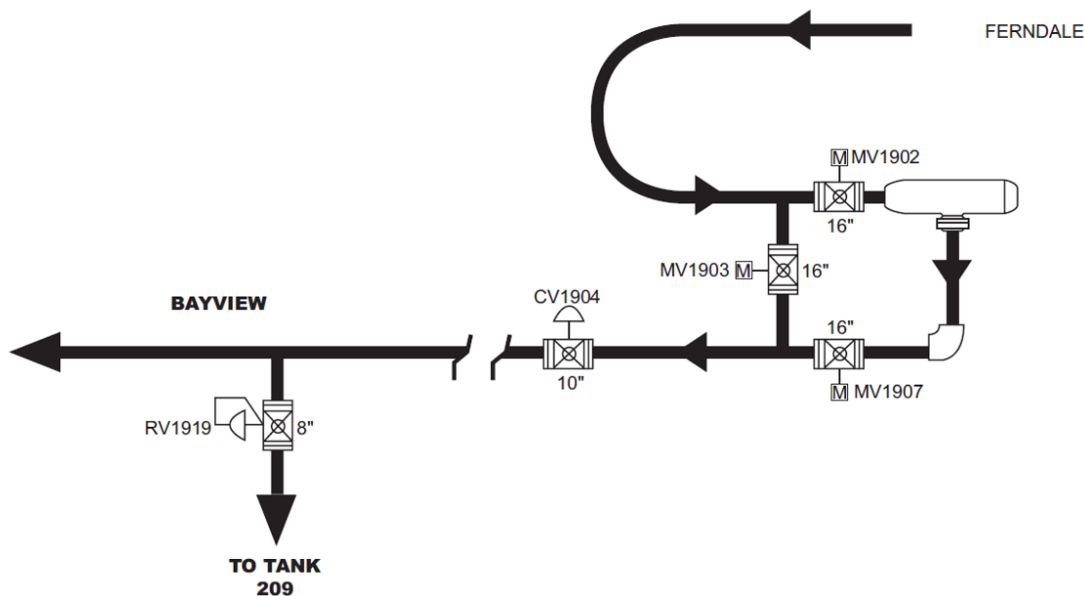 FERNDALE
M MV1902
16"
MV1903 M 16"
BAYVIEW
CV1904
16"
10"
M MV1907
RV1919 8"
TO TANK
209